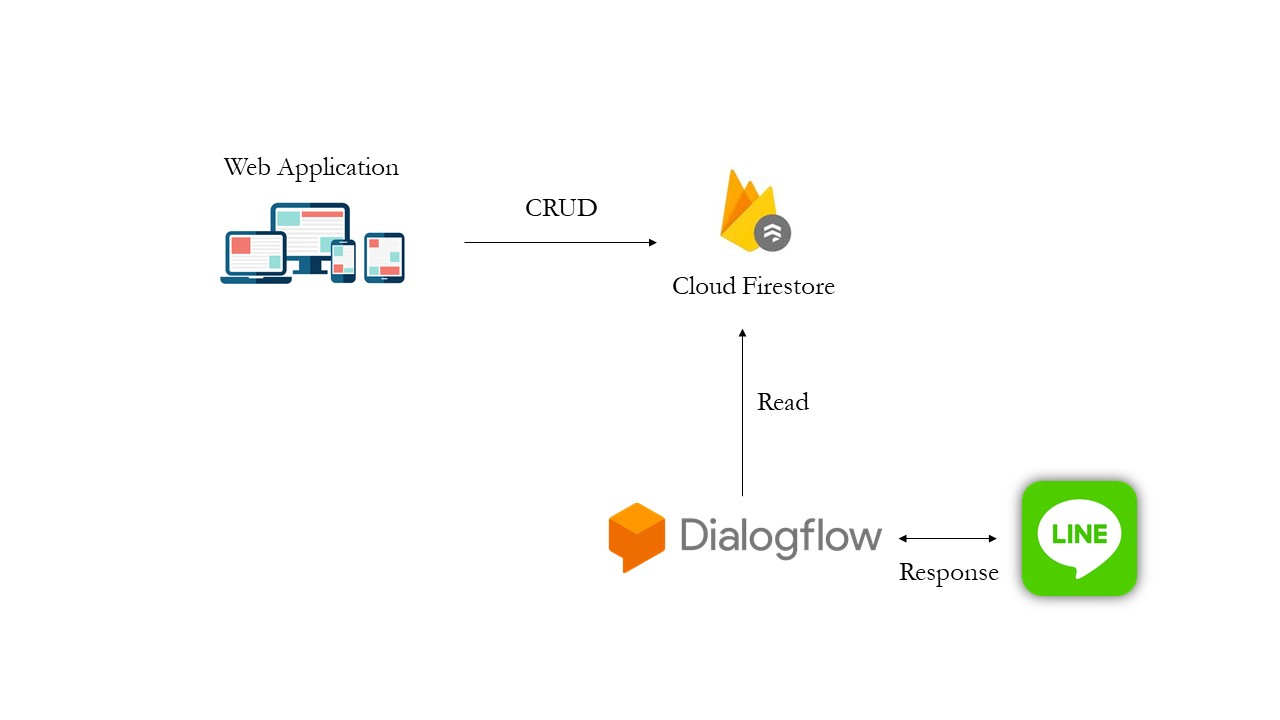 Web Application
CRUD
Cloud Firestore
Read
Dialogflow
LINE
Response